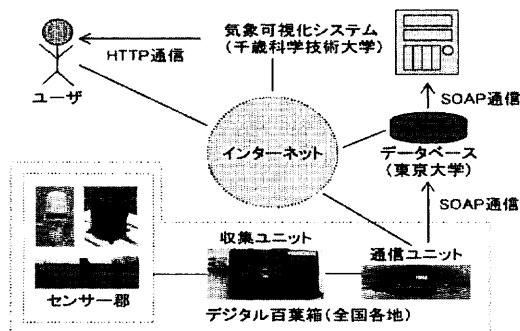 気象可視化システム
(千歳科学技術大学)
HTTP通信
ユーザ
SOAP通信
インターネット
データベース
(東京大学)
SOAP通信
収集ユニット
通信ユニット
センサー郡
デジタル百葉箱(全国各地)